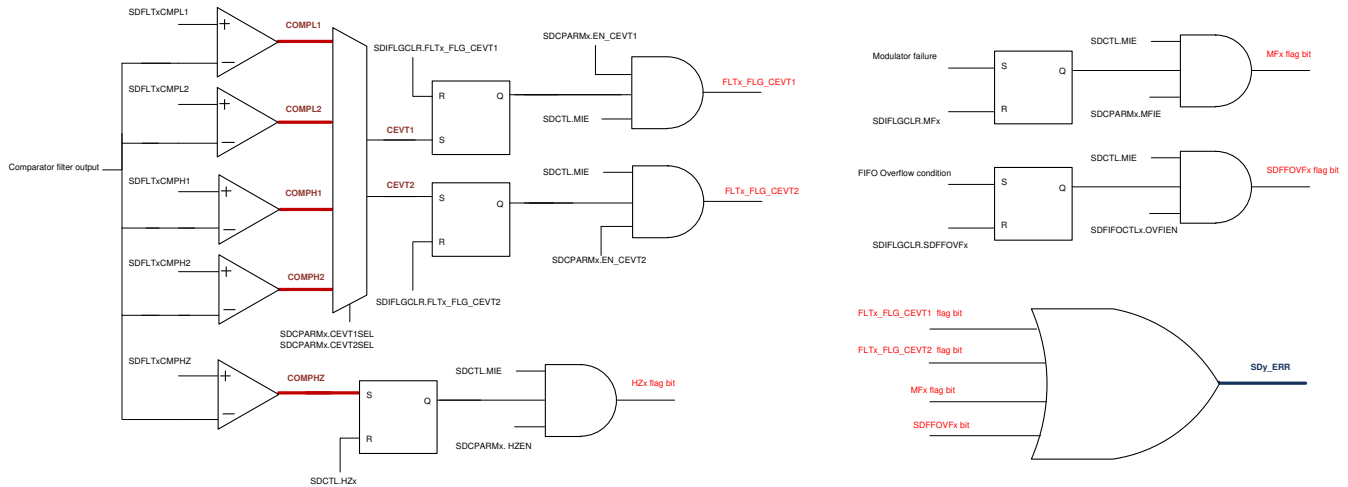 SDFLTxCMPL1
+
−
COMPL1
SDFLTxCMPL2
+
−
COMPL2
Comparator filter output
SDFLTxCMPH1
+
−
COMPH1
SDFLTxCMPH2
+
−
COMPH2
SDCPARMx.CEVT1SEL
SDCPARMx.CEVT2SEL
SDFLTxCMPHZ
+
−
COMPHZ
S
Q
R
SDCTL.HZx
SDCTL.MIE
SDCPARMx. HZEN
HZx flag bit
SDIFLGCLR.FLTx_FLG_CEVT1
CEVT1
R
Q
S
SDCPARMx.EN_CEVT1
SDCTL.MIE
FLTx_FLG_CEVT1
CEVT2
S
Q
R
SDIFLGCLR.FLTx_FLG_CEVT2
SDCTL.MIE
SDCPARMx.EN_CEVT2
FLTx_FLG_CEVT2
Modulator failure
S
Q
R
SDIFLGCLR.MFx
SDCTL.MIE
SDCPARMx.MFIE
MFx flag bit
FIFO Overflow condition
S
Q
R
SDIFLGCLR.SDFFOVFx
SDCTL.MIE
SDFIFOCTLx.OVFIEN
SDFFOVFx flag bit
FLTx_FLG_CEVT1 flag bit
FLTx_FLG_CEVT2 flag bit
MFx flag bit
SDFFOVFx bit
SDy_ERR